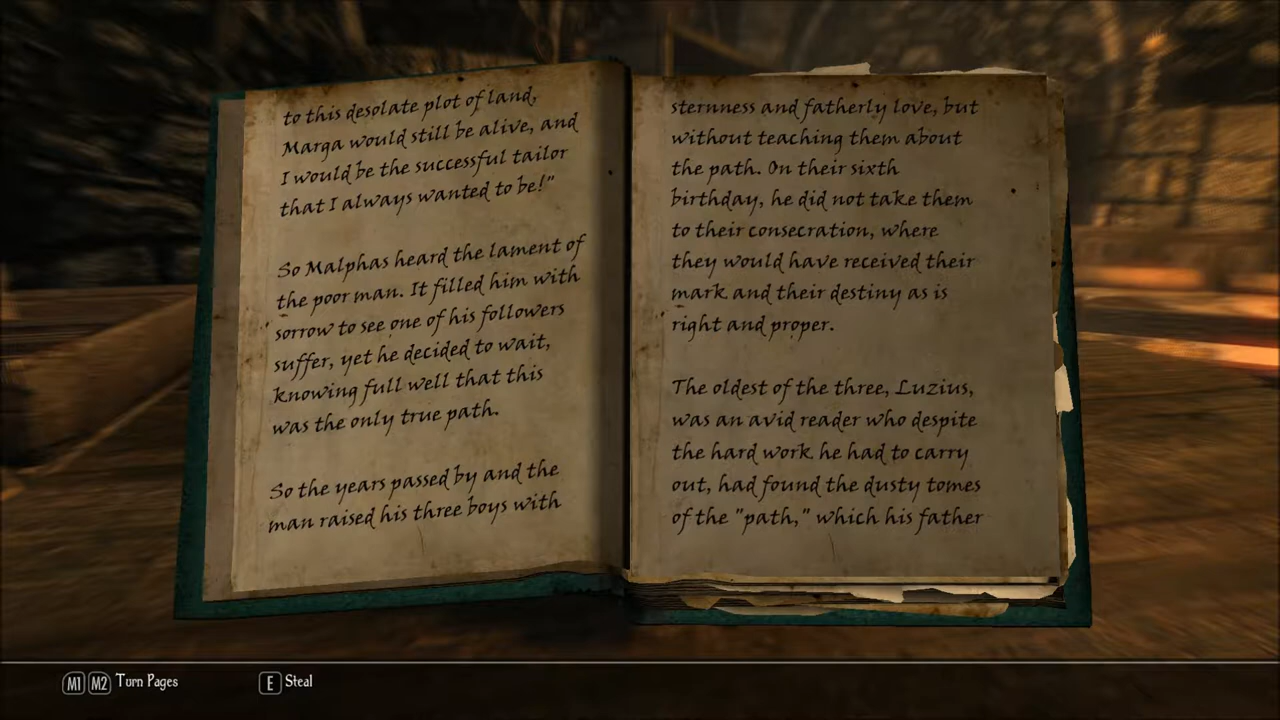 to this desolate plot of land,
Marga would still be alive, and
I would be the successful tailor
that I always wanted to be!"
So Malphas heard the lament of
the poor man. It filled him with
sorrow to see one of his followers
suffer, yet he decided to wait,
knowing full well that this
was the only true path.
So the years passed by and the
man raised his three boys with
sternness and fatherly love, but
without teaching them about
the path. On their sixth
birthday, he did not take them
to their consecration, where
they would have received their
mark and their destiny as is
right and proper.
The oldest of the three, Luzius,
was an avid reader who despite
the hard work he had to carry
out, had found the dusty tomes
of the "path," which his father
M1 M2 Turn Pages
E Steal